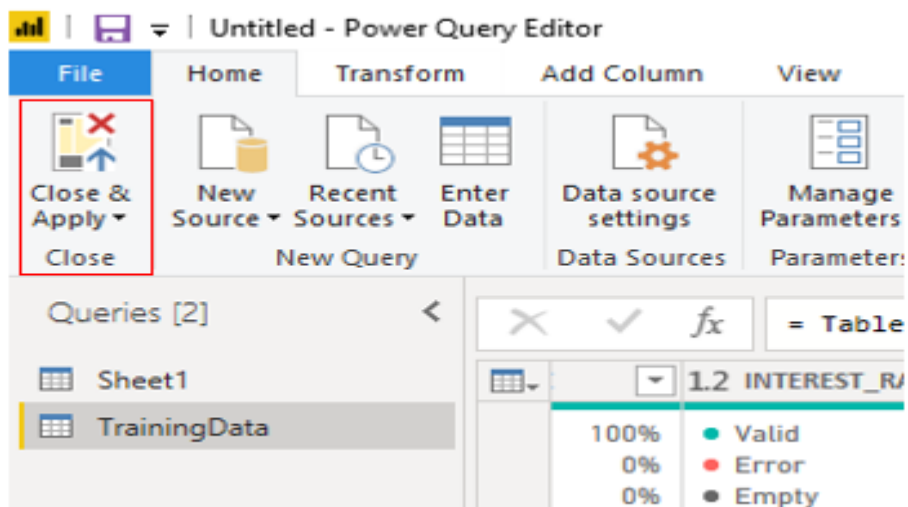 Untitled - Power Query Editor
File Home Transform Add Column View
Close & Apply New Source Recent Sources Enter Data Data source settings Manage Parameters
Close New Query Data Sources
Queries [2]
fx = Table
Sheet1
1.2 INTEREST_
TrainingData
100% Valid
0% Error
0% Empty